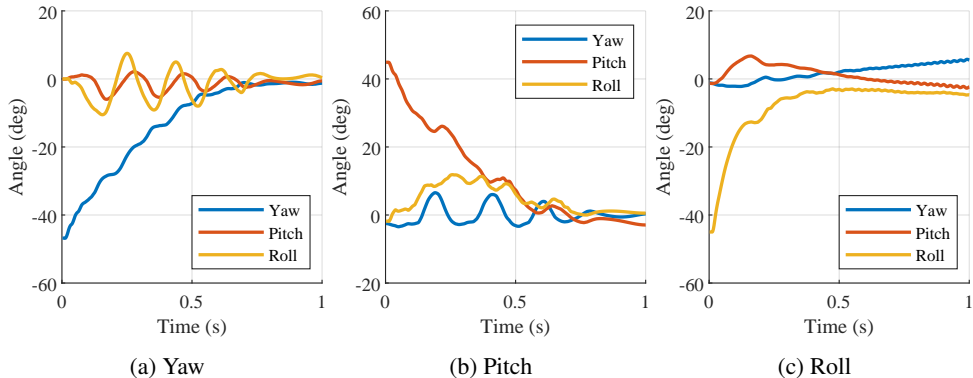 20
0
-20
-40
-60
Angle (deg)
0
0.5
1
Time (s)
Yaw
Pitch
Roll
(a) Yaw
60
40
20
0
-20
Angle (deg)
0
0.5
1
Time (s)
Yaw
Pitch
Roll
(b) Pitch
20
0
-20
-40
-60
Angle (deg)
0
0.5
1
Time (s)
Yaw
Pitch
Roll
(c) Roll